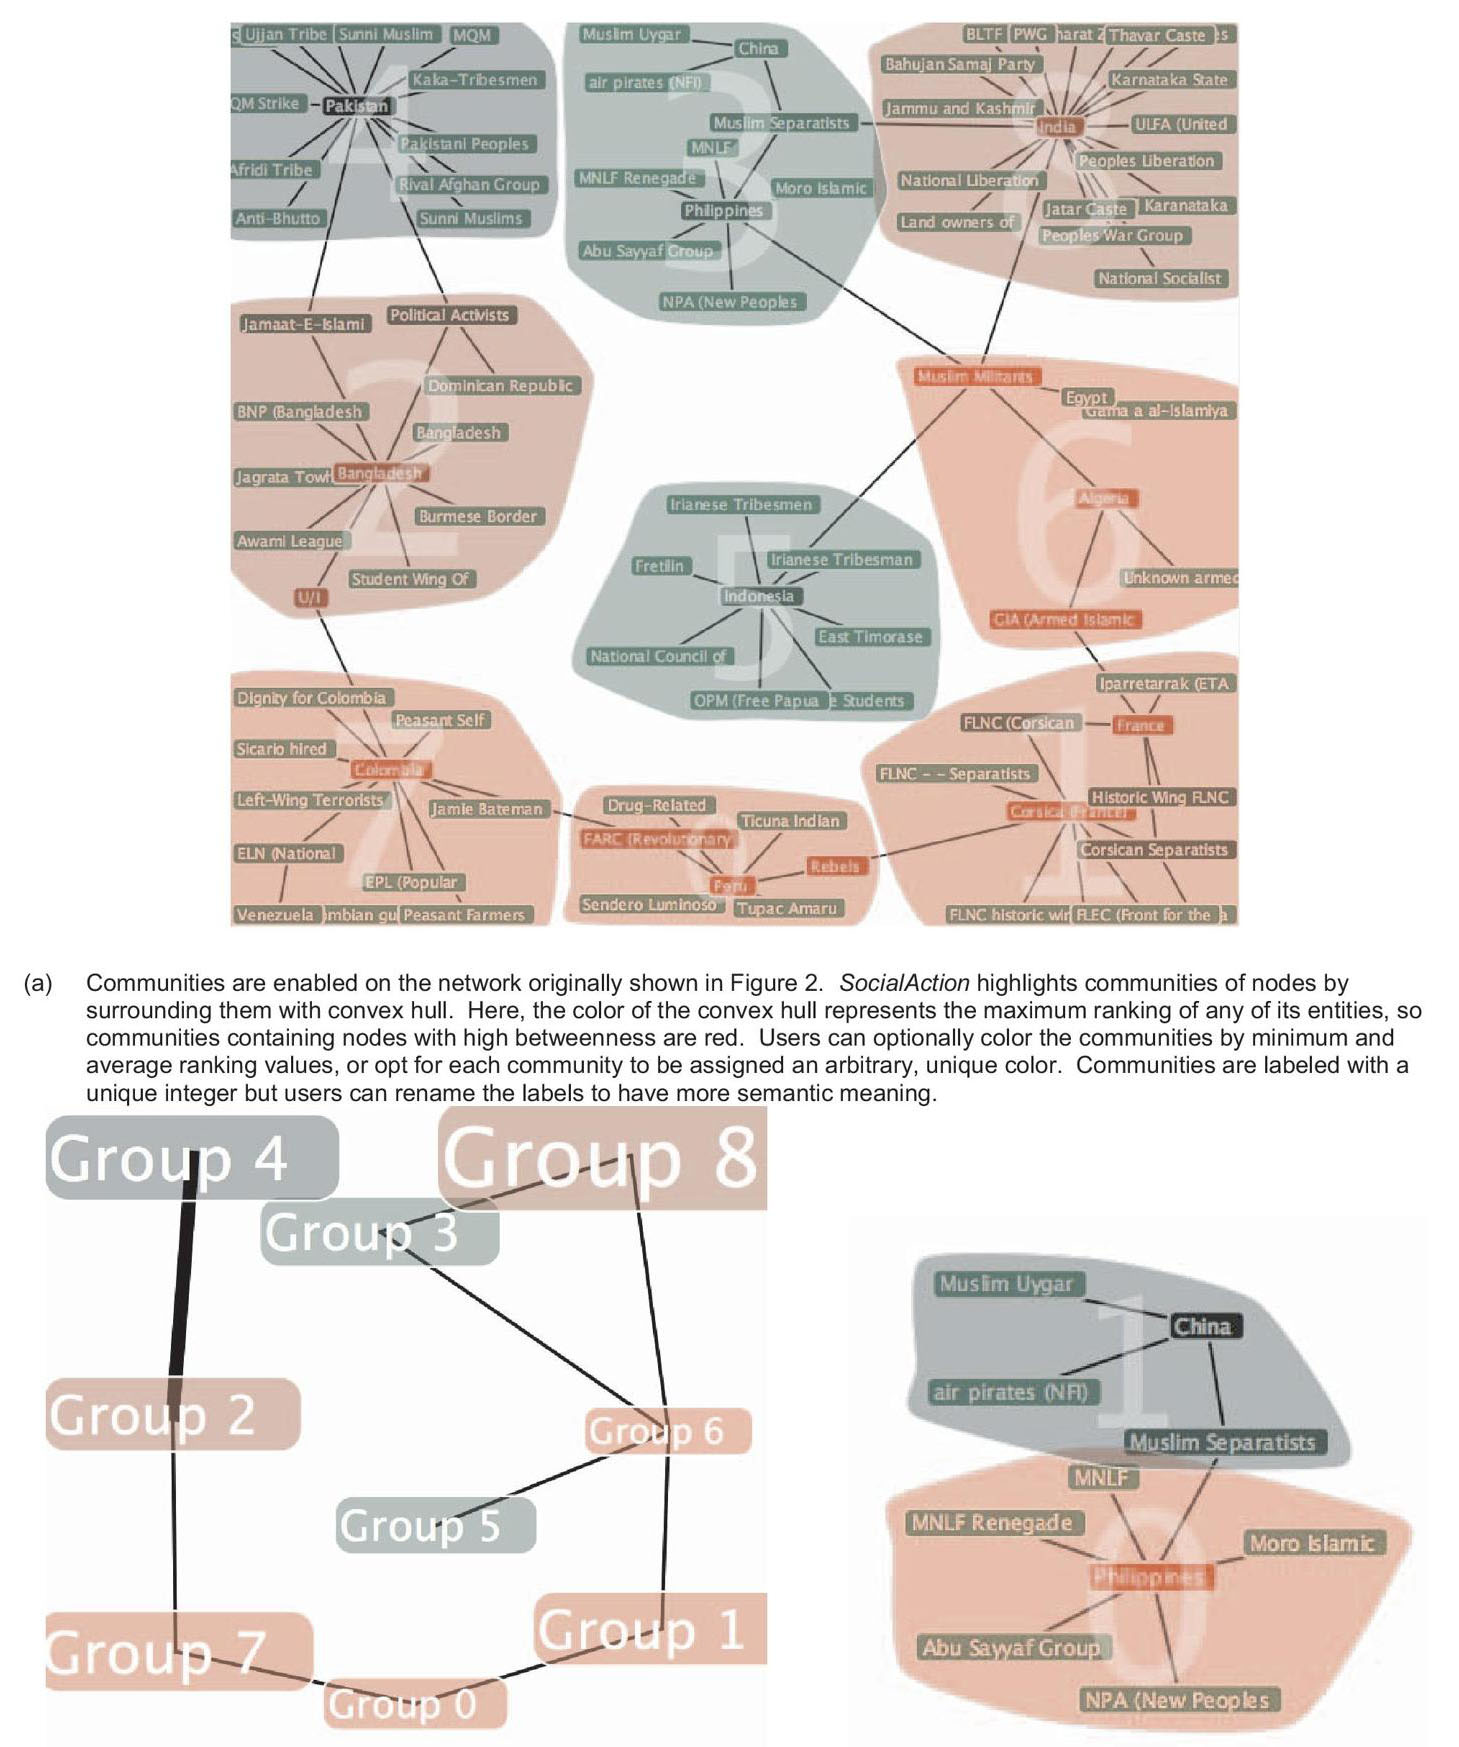 Ujjan Tribe
Sunni Muslim
MQM
Kaka-Tribesmen
QM Strike
Pakistan
Pakistani Peoples
Afridi Tribe
Rival Afghan Group
Anti-Bhutto
Sunni Muslims
4
Muslim Uygar
China
air pirates (NFI)
Muslim Separatists
MNLF
MNLF Renegade
Moro Islamic
Philippines
Abu Sayyaf Group
NPA (New Peoples
3
BLTF
PWG
harat
Thavar Caste
Bahujan Samaj Party
Karnataka State
Jammu and Kashmir
India
ULFA (United
Peoples Liberation
National Liberation
Jatar Caste
Karanataka
Land owners of
Peoples War Group
National Socialist
8
Jamaat-E-Islami
Political Activists
Dominican Republic
BNP (Bangladesh
Bangladesh
Jagrata Towh
Bangladesh
Burmese Border
Awami League
Student Wing Of
U/I
2
Muslim Militants
Egypt
Gama a al-Islamiya
Algeria
Unknown armed
GIA (Armed Islamic
6
Irianese Tribesmen
Fretilin
Irianese Tribesman
Indonesia
East Timorase
National Council of
OPM (Free Papua
e Students
5
Dignity for Colombia
Peasant Self
Sicario hired
Colombia
Left-Wing Terrorists
Jamie Bateman
ELN (National
EPL (Popular
Venezuela
mbian gu
Peasant Farmers
7
Drug-Related
Ticuna Indian
FARC (Revolutionary
Rebels
Peru
Sendero Luminoso
Tupac Amaru
0
Iparretarrak (ETA
FLNC (Corsican
France
FLNC - - Separatists
Historic Wing FLNC
Corsica (France)
Corsican Separatists
FLNC historic win
FLEC (Front for the
a
1
(a) Communities are enabled on the network originally shown in Figure 2. SocialAction highlights communities of nodes by
surrounding them with convex hull. Here, the color of the convex hull represents the maximum ranking of any of its entities, so
communities containing nodes with high betweenness are red. Users can optionally color the communities by minimum and
average ranking values, or opt for each community to be assigned an arbitrary, unique color. Communities are labeled with a
unique integer but users can rename the labels to have more semantic meaning.
Group 4
Group 8
Group 3
Group 2
Group 6
Group 5
Group 7
Group 1
Group 0
Muslim Uygar
China
air pirates (NFI)
Muslim Separatists
1
MNLF
MNLF Renegade
Moro Islamic
Philippines
Abu Sayyaf Group
NPA (New Peoples
0